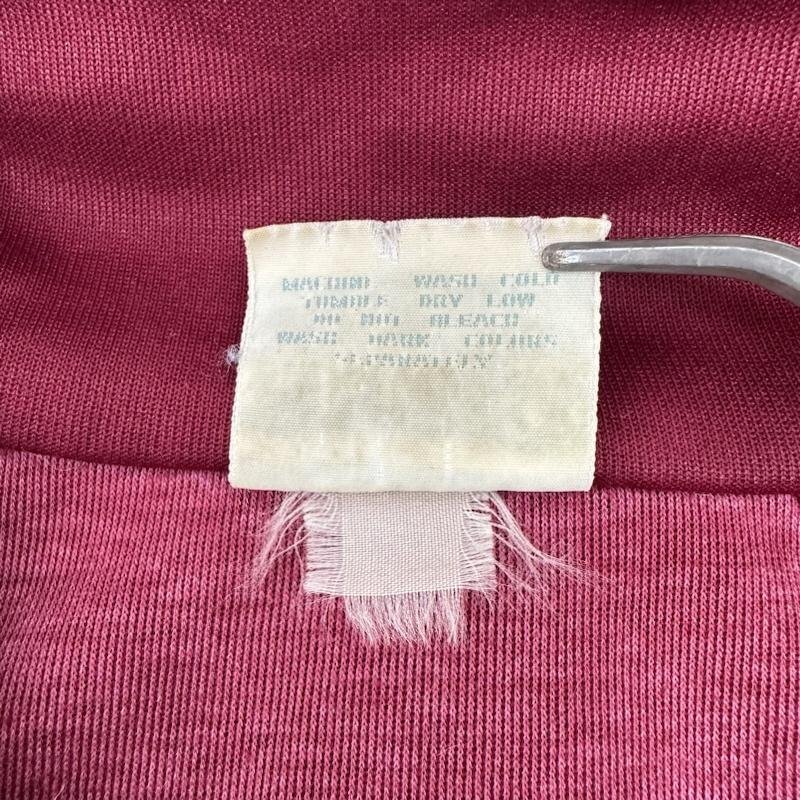 MACHINE WASH COLD
TUMBLE DRY LOW
DO NOT BLEACH
WASH DARK COLORS
SEPARATELY